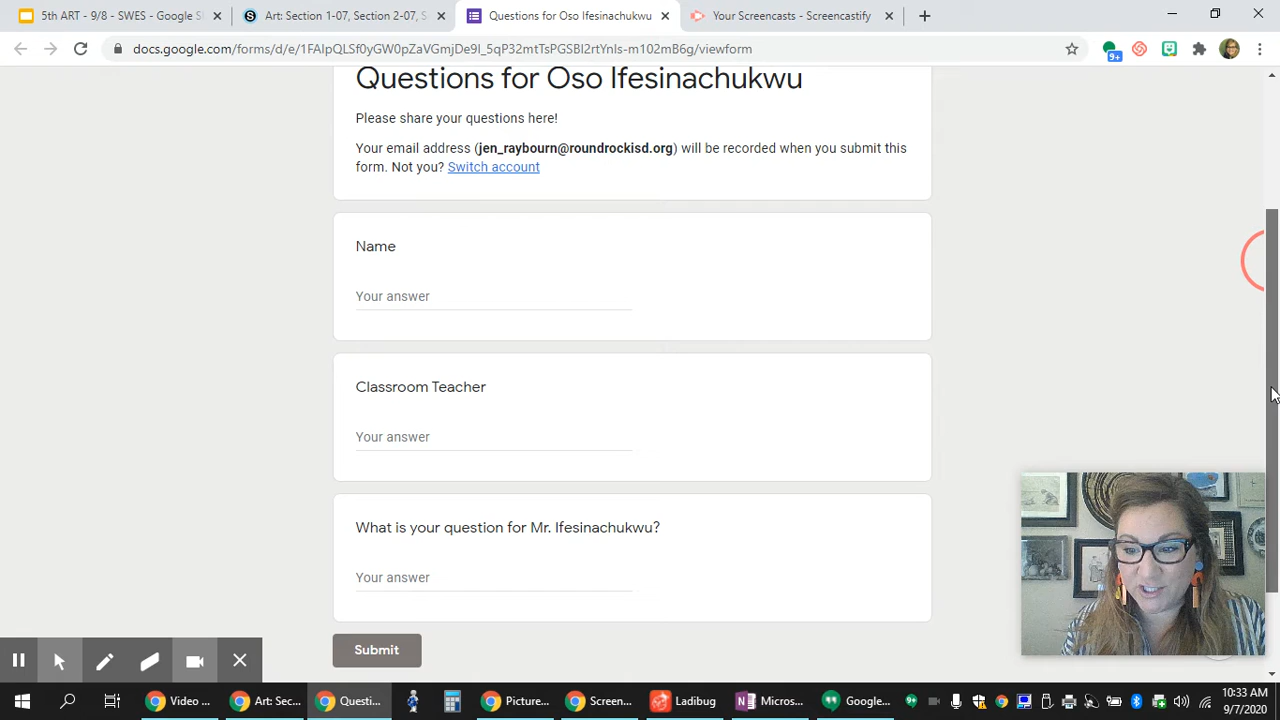 5th ART - 9/8 - SWES - Google Sl
Art: Section 1-07, Section 2-07, S
Questions for Oso Ifesinachukwu
Your Screencasts - Screencastify
docs.google.com/forms/d/e/1FAIpQLSf0yGW0pZaVGmjDe9l_5qP32mtTsPGSBl2rtYnIs-m102mB6g/viewform
9+
Questions for Oso Ifesinachukwu
Please share your questions here!
Your email address (jen_raybourn@roundrockisd.org) will be recorded when you submit this
form. Not you? Switch account
Name
Your answer
Classroom Teacher
Your answer
What is your question for Mr. Ifesinachukwu?
Your answer
Submit
Video ...
Art: Sec...
Questi...
Picture...
Screen...
Ladibug
Micros...
Google...
10:33 AM
9/7/2020